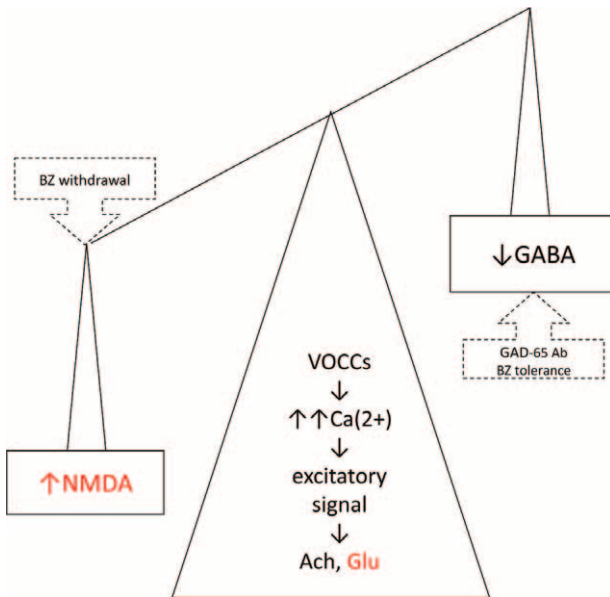 BZ withdrawal
↓GABA
GAD-65 Ab
BZ tolerance
VOCCs
↓
↑↑Ca(2+)
↓
excitatory
signal
↓
Ach, Glu
↑NMDA